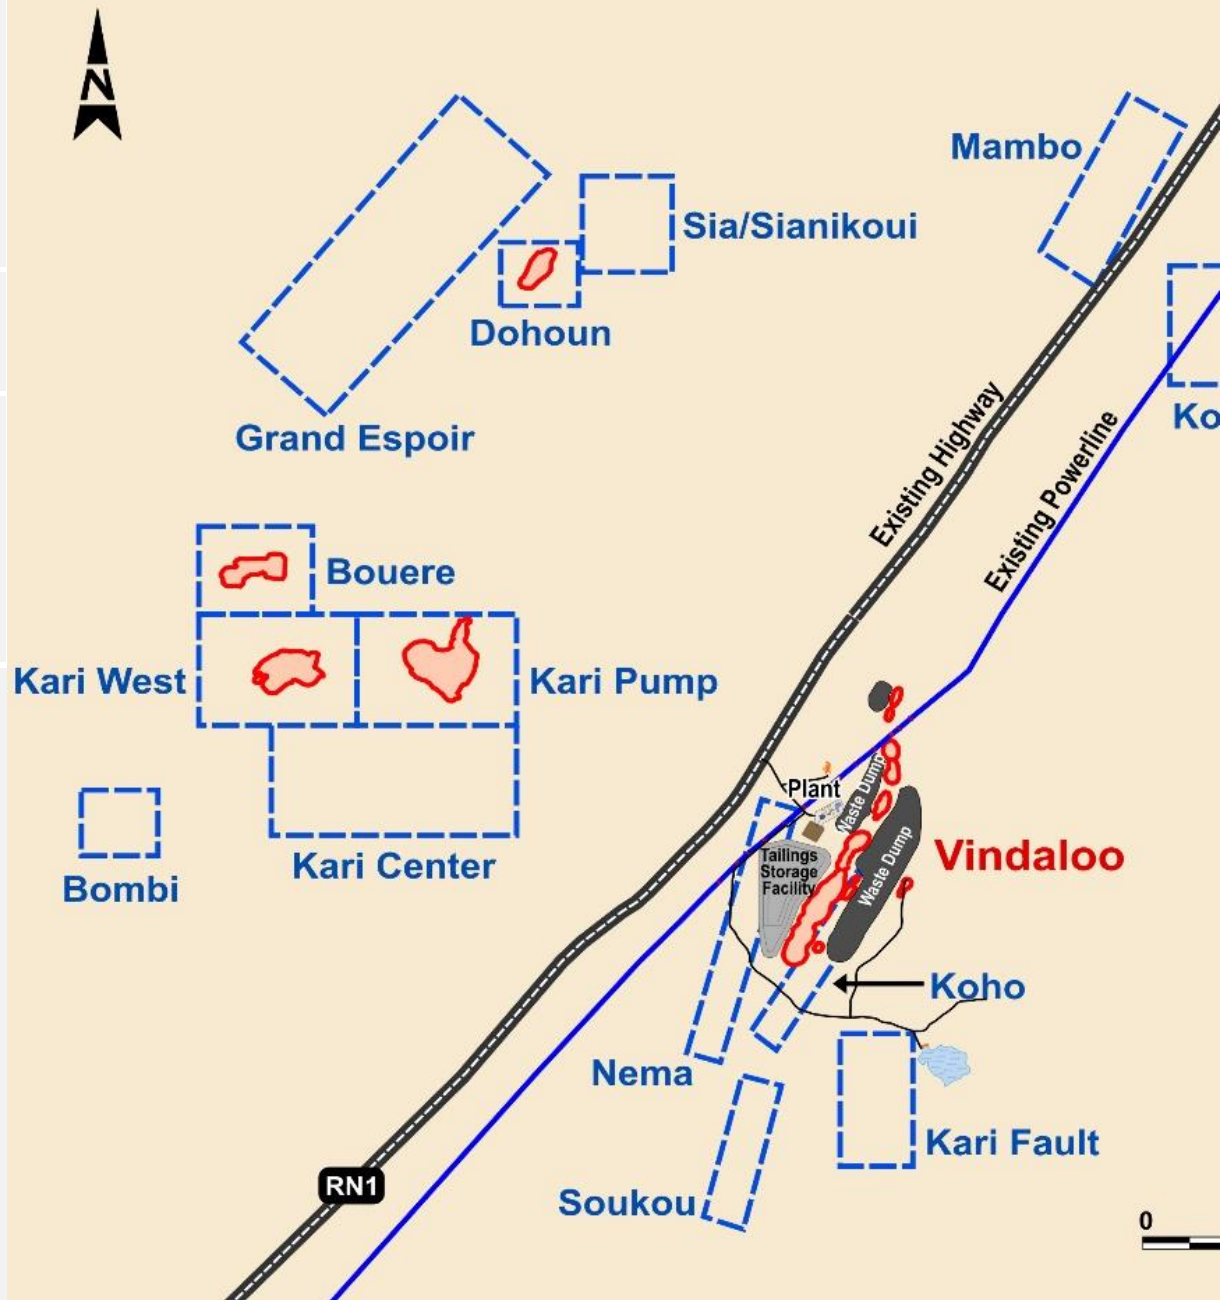 N
Mambo
Sia/Sianikoui
Dohoun
Grand Espoir
Ko
Existing Highway
Existing Powerline
Bouere
Kari West
Kari Pump
Plant
Waste Dump
Waste Dump
Vindaloo
Tailings
Storage
Facility
Kari Center
Bombi
Koho
Nema
Kari Fault
RN1
Soukou
0